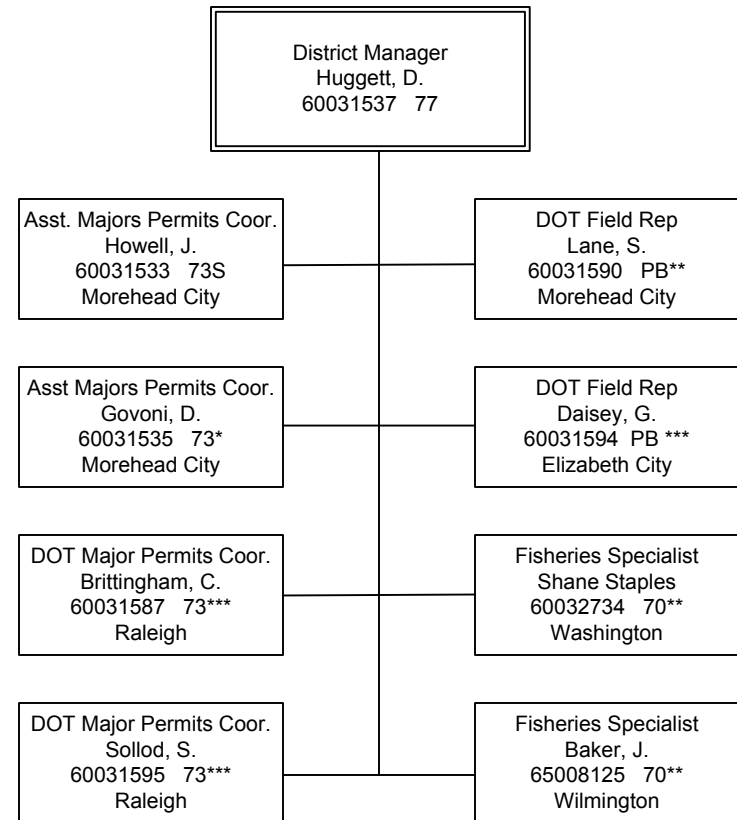 District Manager
Huggett, D.
60031537 77
Asst. Majors Permits Coor.
Howell, J.
60031533 73S
Morehead City
DOT Field Rep
Lane, S.
60031590 PB**
Morehead City
Asst Majors Permits Coor.
Govoni, D.
60031535 73*
Morehead City
DOT Field Rep
Daisey, G.
60031594 PB ***
Elizabeth City
DOT Major Permits Coor.
Brittingham, C.
60031587 73***
Raleigh
Fisheries Specialist
Shane Staples
60032734 70**
Washington
DOT Major Permits Coor.
Sollod, S.
60031595 73***
Raleigh
Fisheries Specialist
Baker, J.
65008125 70**
Wilmington